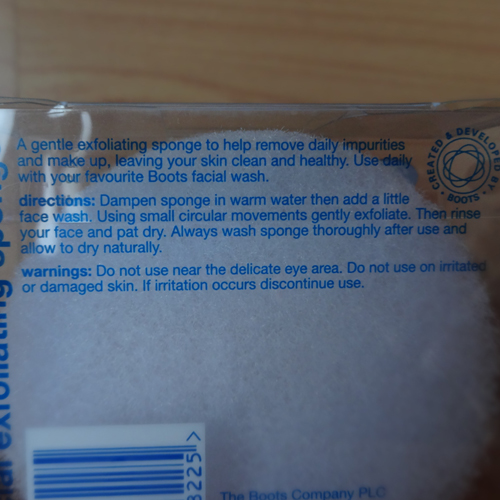 A gentle exfoliating sponge to help remove daily impurities
and make up, leaving your skin clean and healthy. Use daily
with your favourite Boots facial wash.
directions: Dampen sponge in warm water then add a little
face wash. Using small circular movements gently exfoliate. Then rinse
your face and pat dry. Always wash sponge thoroughly after use and
allow to dry naturally.
warnings: Do not use near the delicate eye area. Do not use on irritated
or damaged skin. If irritation occurs discontinue use.
CREATED & DEVELOPED BY • BOOTS •
exfoliating
3225
The Boots Company PLC